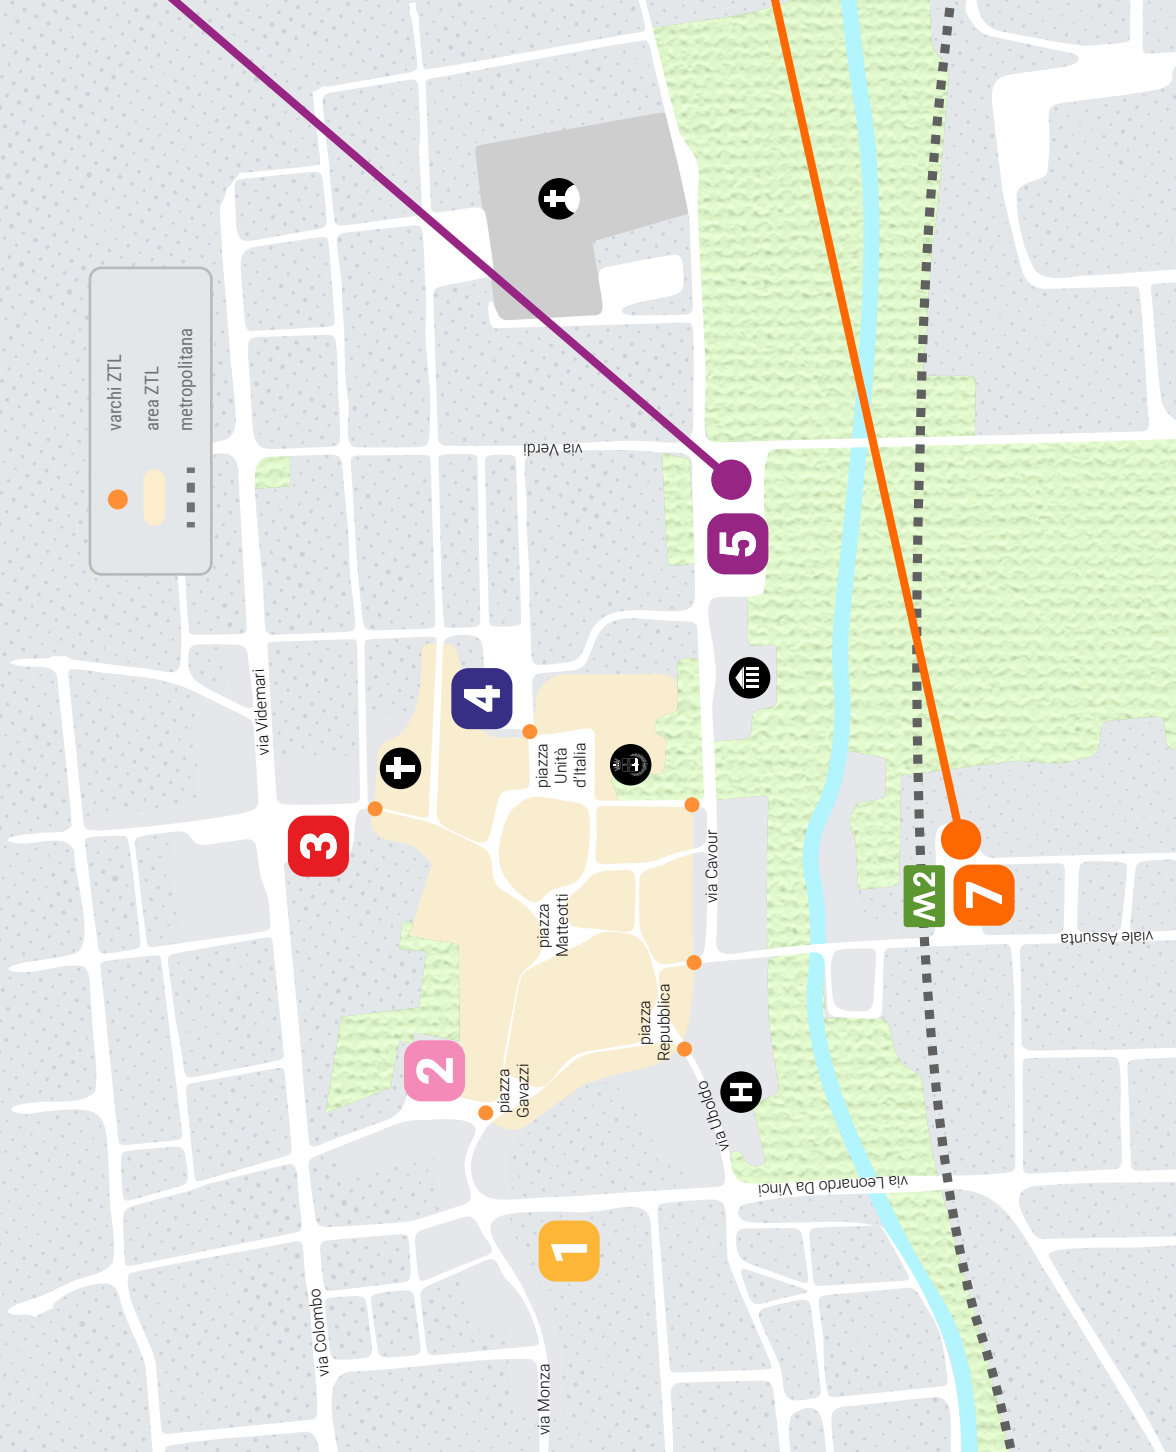 varchi ZTL
area ZTL
metropolitana
via Verdi
via Videmari
5
4
piazza
Unità
d'Italia
3
via Cavour
piazza
Matteotti
M2
7
viale Assunta
piazza
Repubblica
2
piazza
Gavazzi
via Uboldo
H
via Leonardo Da Vinci
1
via Colombo
via Monza